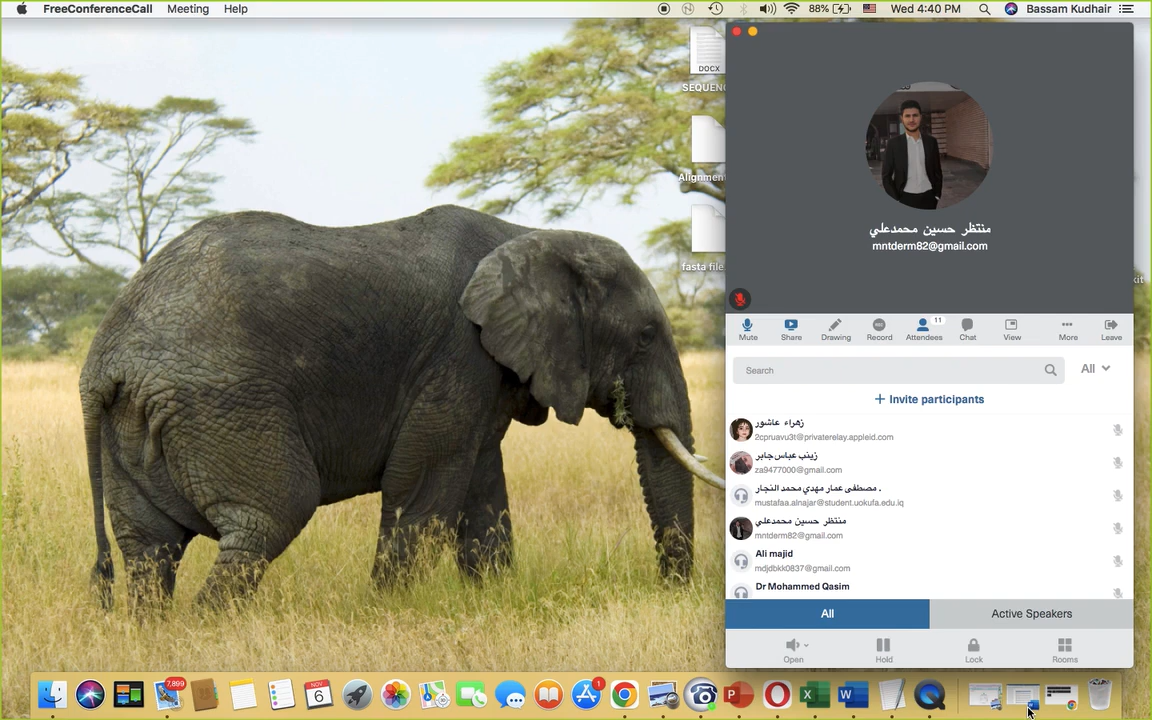 FreeConferenceCall Meeting Help
88% Wed 4:40 PM Bassam Kudhair
DOCX
SEQUENC
Alignment
fasta file
منتظر حسين محمدعلي
mntderm82@gmail.com
Mute Share Drawing Record Attendees 11 Chat View More Leave
Search All
+ Invite participants
زهراء عاشور
2cpruavu3t@privaterelay.appleid.com
زينب عباس جابر
za9477000@gmail.com
مصطفى عمار مهدي محمد النجار .
mustafaa.alnajar@student.uokufa.edu.iq
منتظر حسين محمدعلي
mntderm82@gmail.com
Ali majid
mdjdbkk0837@gmail.com
Dr Mohammed Qasim
All Active Speakers
Open Hold Lock Rooms
7,899
NOV
6
1